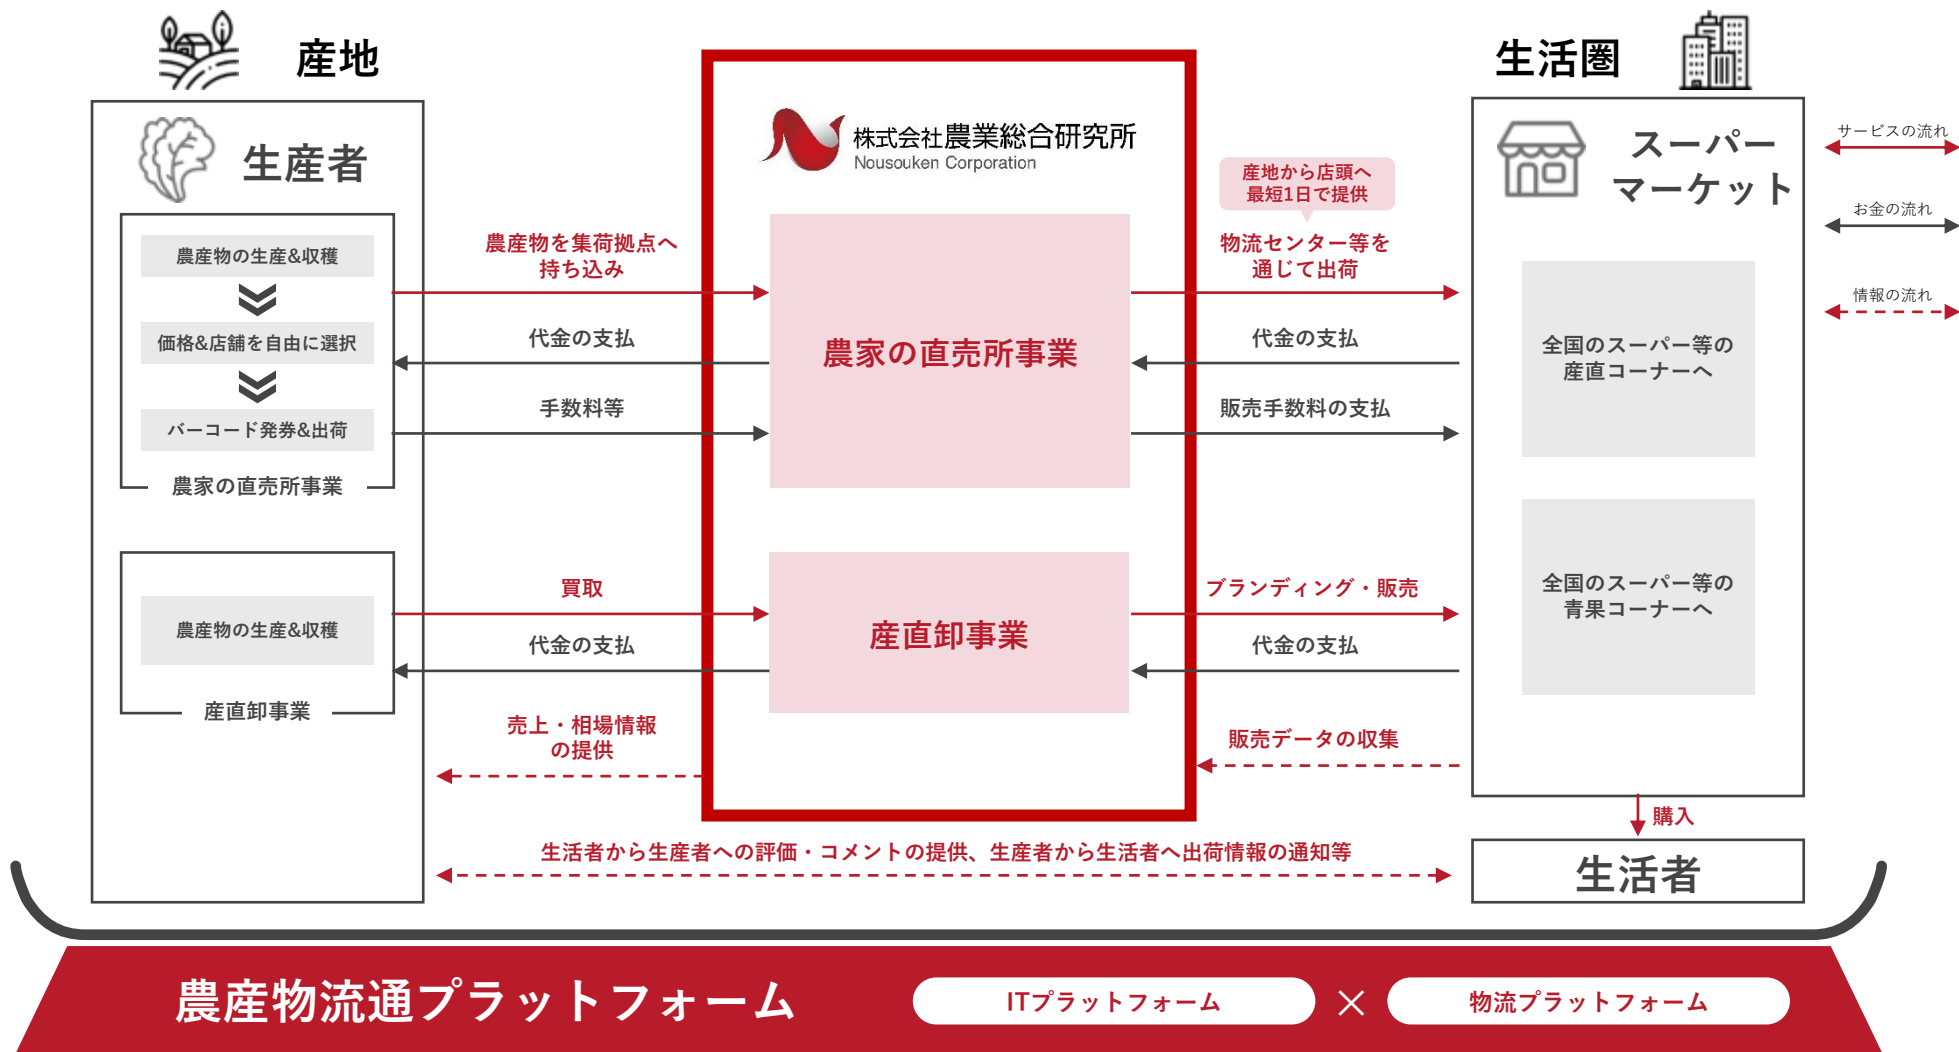 産地
生産者
農産物の生産&収穫
価格&店舗を自由に選択
バーコード発券&出荷
農家の直売所事業
農産物の生産&収穫
産直卸事業
農産物を集荷拠点へ
持ち込み
代金の支払
手数料等
買取
代金の支払
売上・相場情報
の提供
株式会社農業総合研究所
Nousouken Corporation
農家の直売所事業
産直卸事業
産地から店頭へ
最短1日で提供
物流センター等を
通じて出荷
代金の支払
販売手数料の支払
ブランディング・販売
代金の支払
販売データの収集
生活圏
スーパー
マーケット
全国のスーパー等の
産直コーナーへ
全国のスーパー等の
青果コーナーへ
購入
生活者
生活者から生産者への評価・コメントの提供、生産者から生活者へ出荷情報の通知等
サービスの流れ
お金の流れ
情報の流れ
農産物流通プラットフォーム
ITプラットフォーム
×
物流プラットフォーム